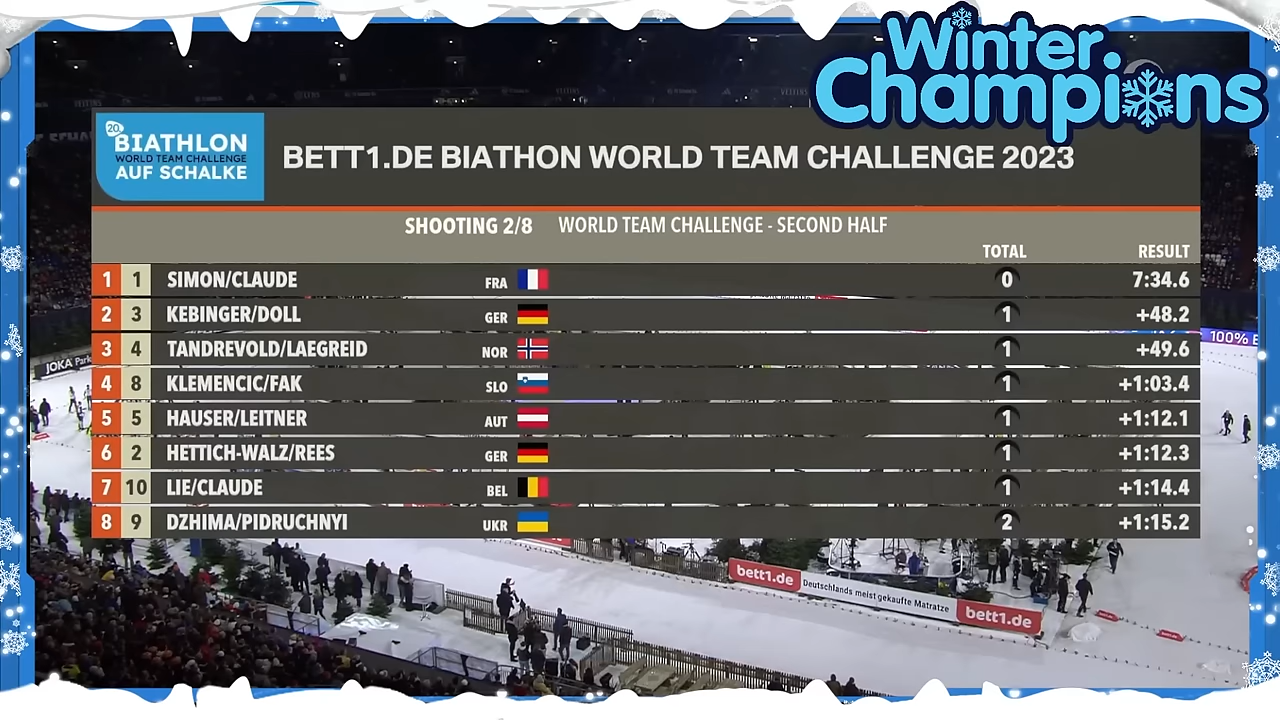 Winter
Champions
20.
BIATHLON
WORLD TEAM CHALLENGE
AUF SCHALKE
BETT1.DE BIATHON WORLD TEAM CHALLENGE 2023
SHOOTING 2/8 WORLD TEAM CHALLENGE - SECOND HALF
TOTAL RESULT
1 1 SIMON/CLAUDE FRA 0 7:34.6
2 3 KEBINGER/DOLL GER 1 +48.2
3 4 TANDREVOLD/LAEGREID NOR 1 +49.6
4 8 KLEMENCIC/FAK SLO 1 +1:03.4
5 5 HAUSER/LEITNER AUT 1 +1:12.1
6 2 HETTICH-WALZ/REES GER 1 +1:12.3
7 10 LIE/CLAUDE BEL 1 +1:14.4
8 9 DZHIMA/PIDRUCHNYI UKR 2 +1:15.2
JOKA Park
100%
bett1.de Deutschlands meist gekaufte Matratze bett1.de